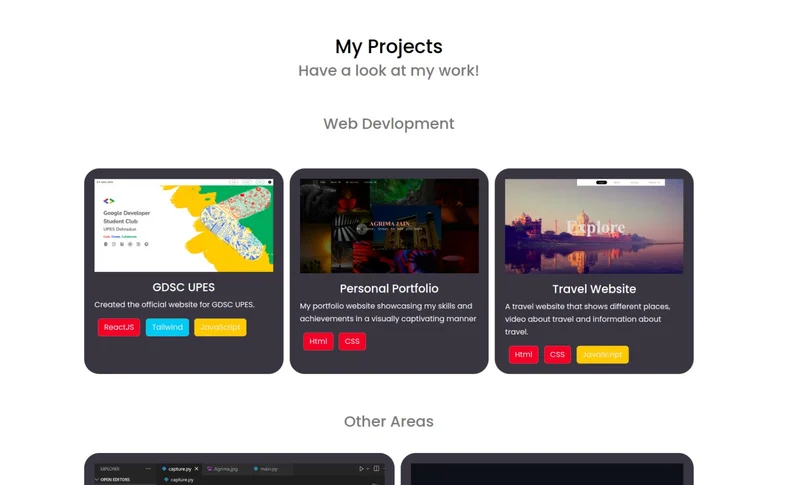 My Projects
Have a look at my work!
Web Devlopment
Google Developer
Student Club
UPES Dehradun
GDSC UPES
Created the official website for GDSC UPES.
ReactJS
Tailwind
JavaScript
AGRIMA JAIN
Personal Portfolio
My portfolio website showcasing my skills and
achievements in a visually captivating manner
Html
CSS
Explore
Travel Website
A travel website that shows different places,
video about travel and information about
travel.
Html
CSS
JavaScript
Other Areas
EXPLORER
capture.py
Agrima.jpg
main.py
OPEN EDITORS
capture.py